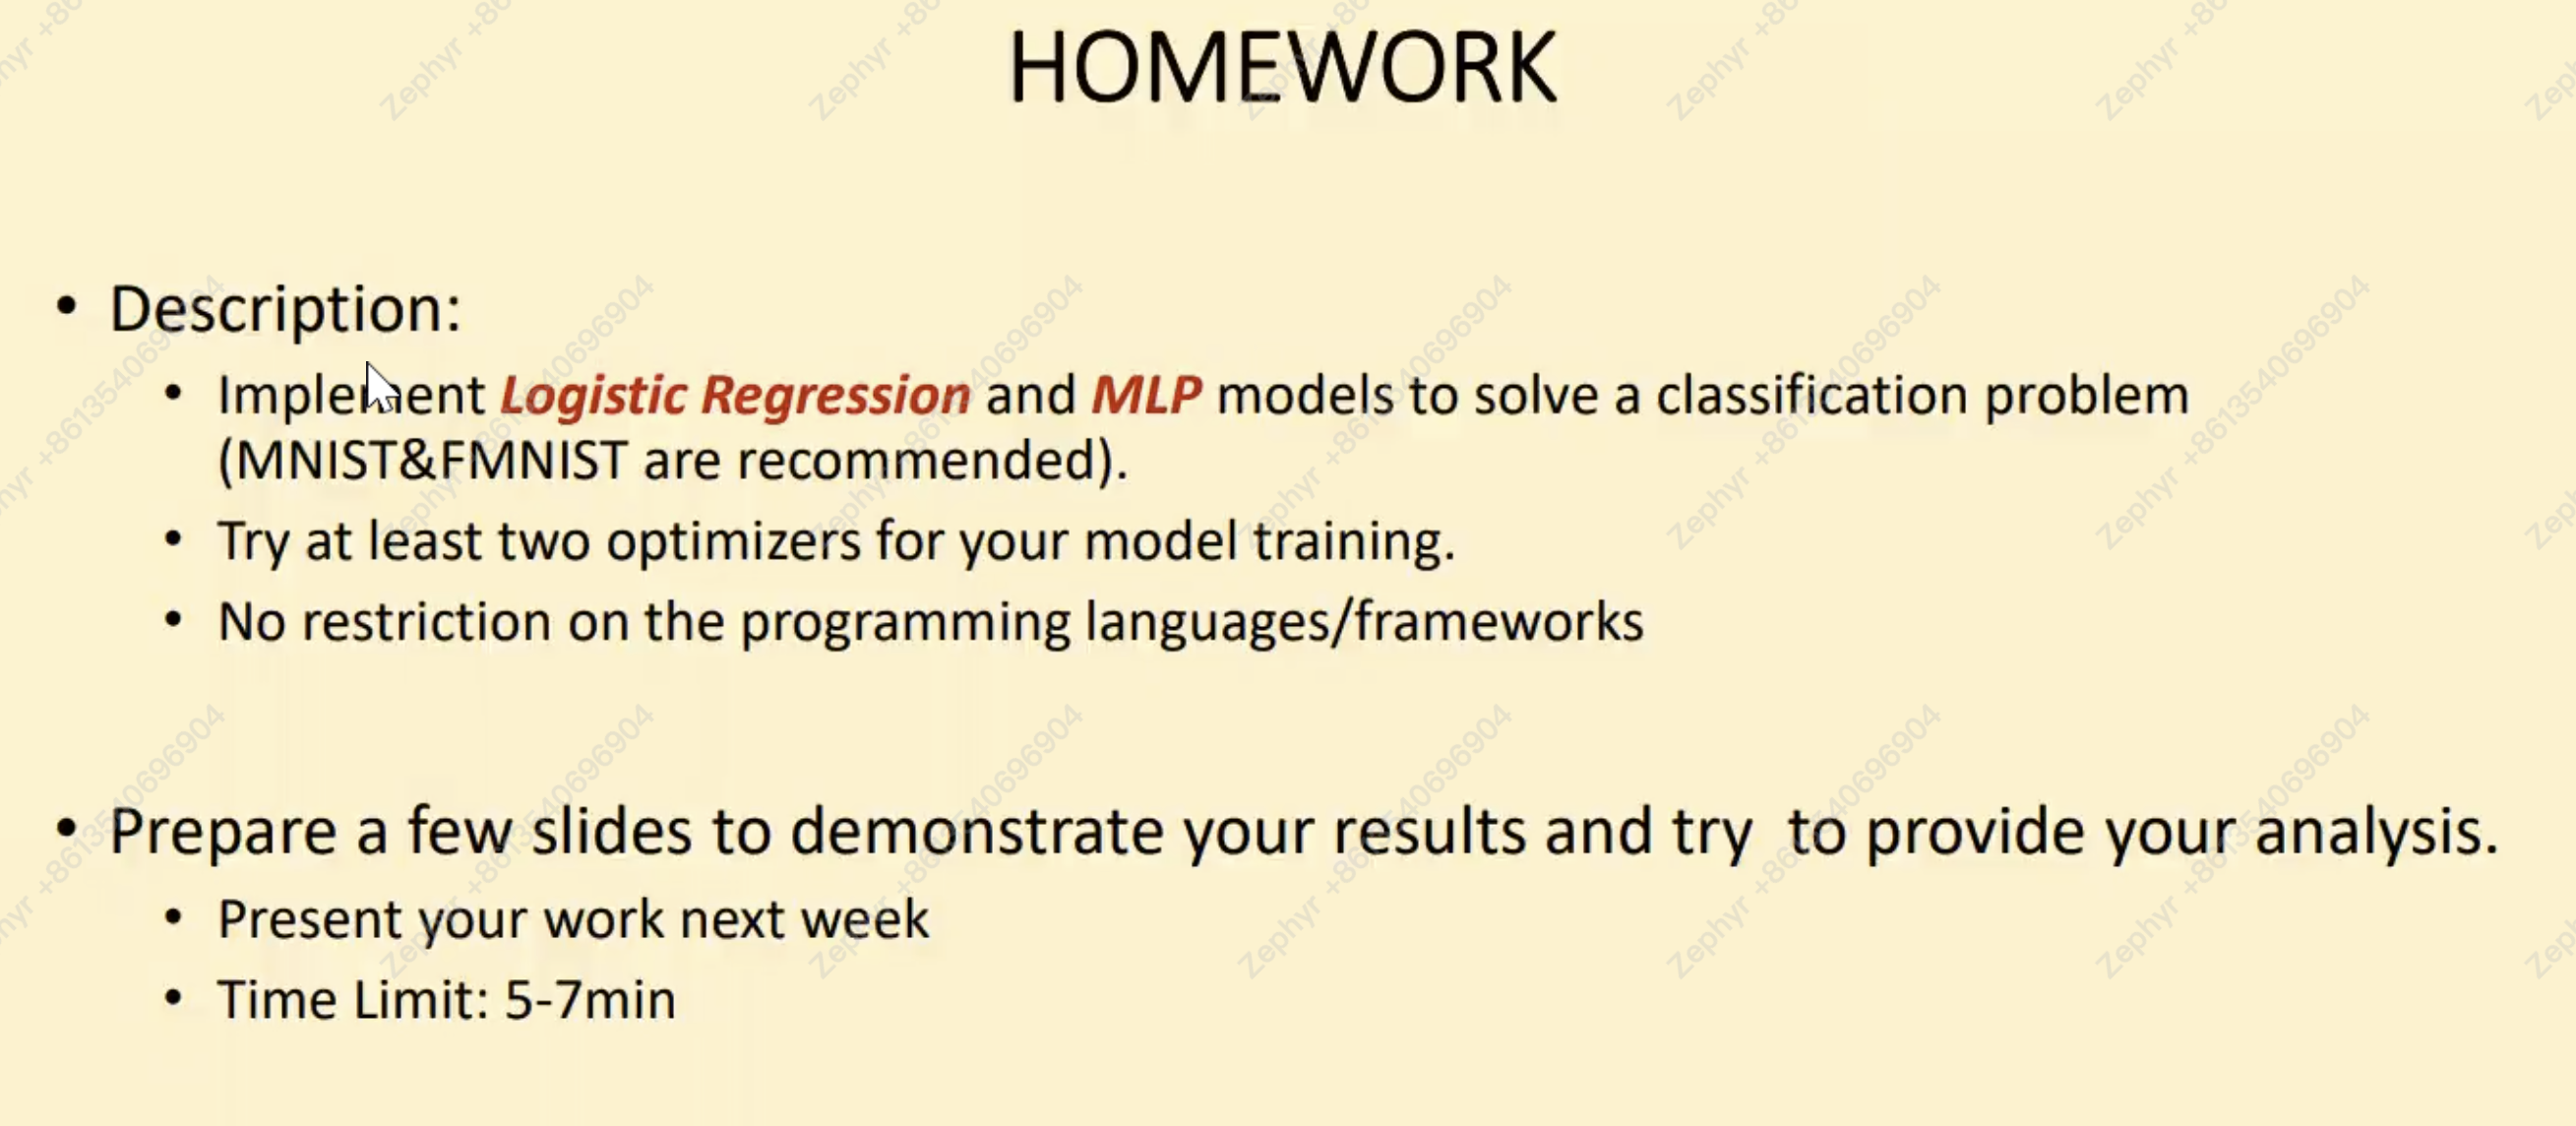 HOMEWORK
• Description:
• Implement Logistic Regression and MLP models to solve a classification problem
(MNIST&FMNIST are recommended).
• Try at least two optimizers for your model training.
• No restriction on the programming languages/frameworks
• Prepare a few slides to demonstrate your results and try  to provide your analysis.
• Present your work next week
• Time Limit: 5-7min
Zephyr +8613540696904